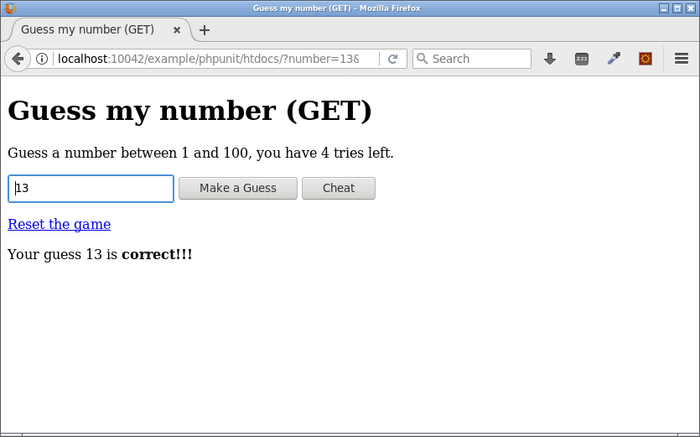 Guess my number (GET) - Mozilla Firefox
Guess my number (GET)
localhost:10042/example/phpunit/htdocs/?number=13&
Search
Guess my number (GET)
Guess a number between 1 and 100, you have 4 tries left.
13 Make a Guess Cheat
Reset the game
Your guess 13 is correct!!!